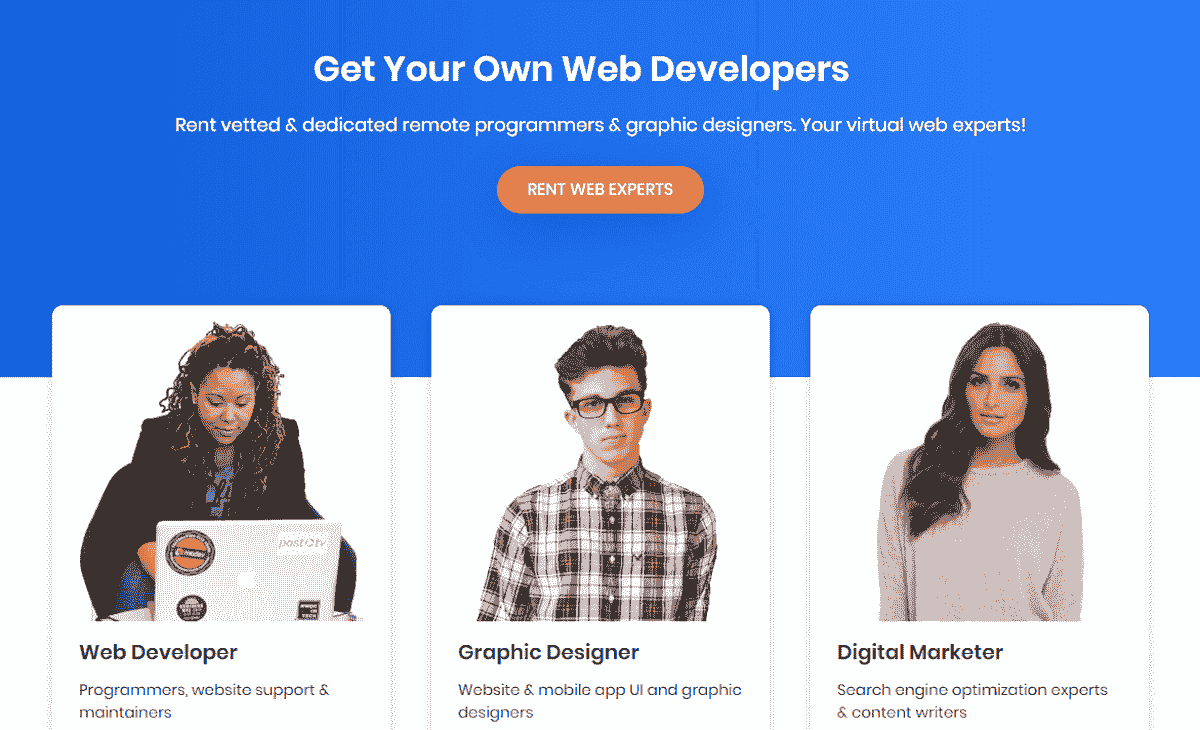 Get Your Own Web Developers
Rent vetted & dedicated remote programmers & graphic designers. Your virtual web experts!
RENT WEB EXPERTS
post tv
Web Developer
Programmers, website support &
maintainers
Graphic Designer
Website & mobile app UI and graphic
designers
Digital Marketer
Search engine optimization experts
& content writers